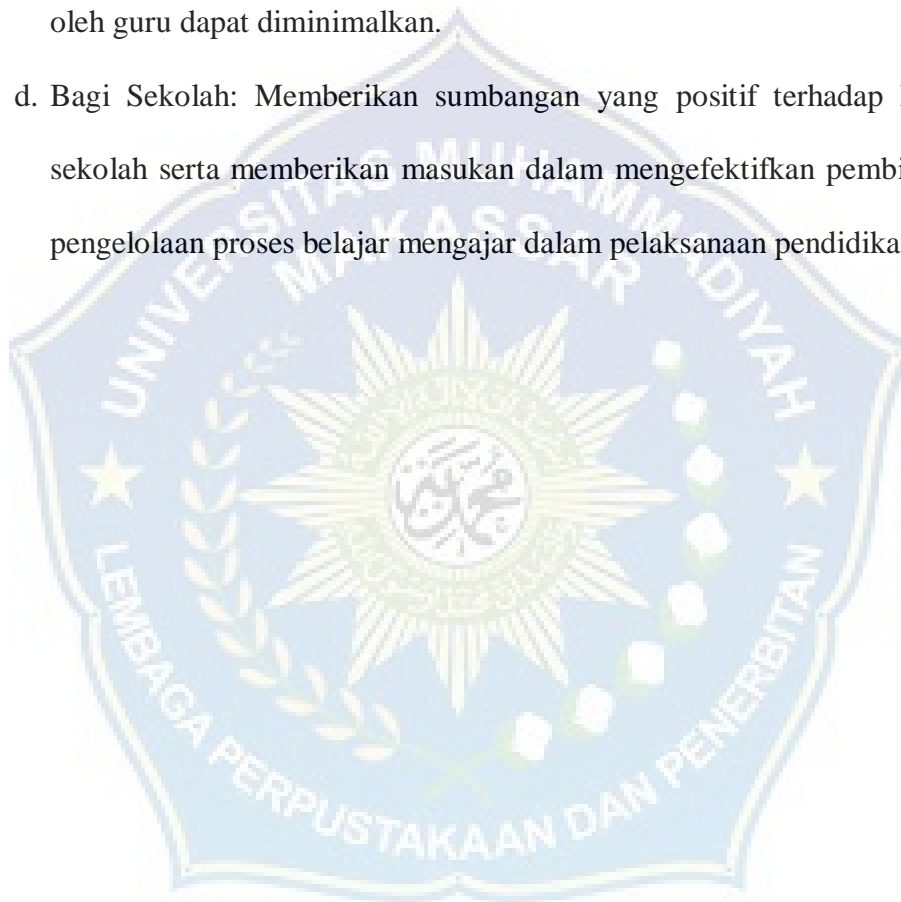 oleh guru dapat diminimalkan.
d. Bagi Sekolah: Memberikan sumbangan yang positif terhadap
sekolah serta memberikan masukan dalam mengefektifkan
pengelolaan proses belajar mengajar dalam pelaksanaan
UNIVERSITAS MUHAMMADIYAH
MAKASSAR
محمد
LEMBAGA PERPUSTAKAAN DAN PENERBITAN